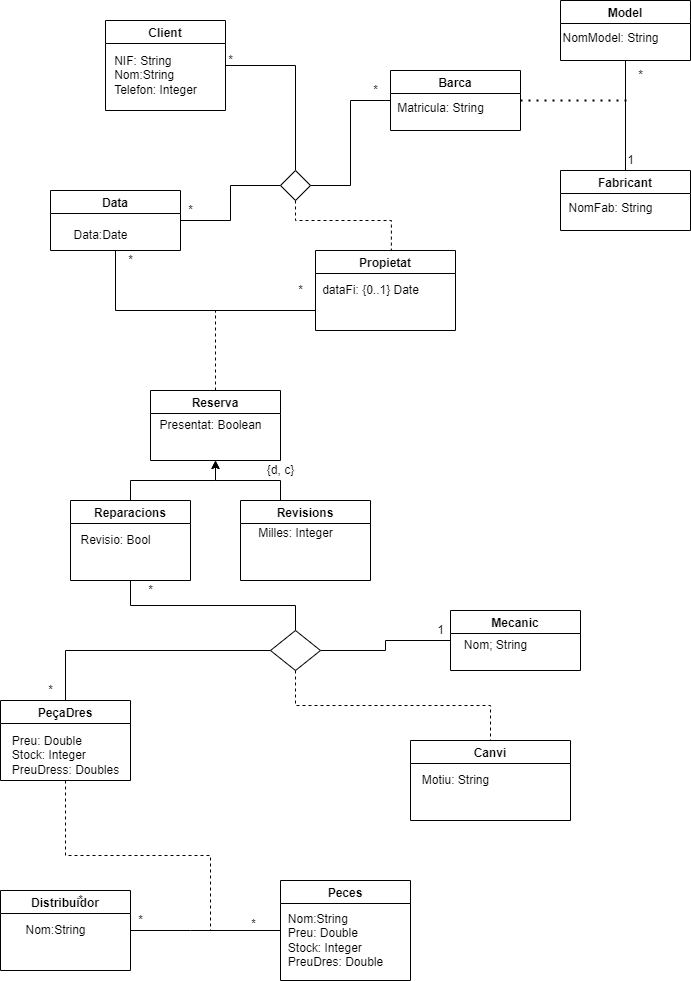 Model
NomModel: String
Client
NIF: String
Nom:String
Telefon: Integer
*
*
*
Barca
Matricula: String
1
Fabricant
NomFab: String
Data
Data:Date
*
*
Propietat
dataFi: {0..1} Date
*
Reserva
Presentat: Boolean
{d, c}
Reparacions
Revisio: Bool
Revisions
Milles: Integer
*
1
Mecanic
Nom; String
*
PeçaDres
Preu: Double
Stock: Integer
PreuDress: Doubles
Canvi
Motiu: String
Distribuidor
*
Nom:String
*
*
Peces
Nom:String
Preu: Double
Stock: Integer
PreuDres: Double